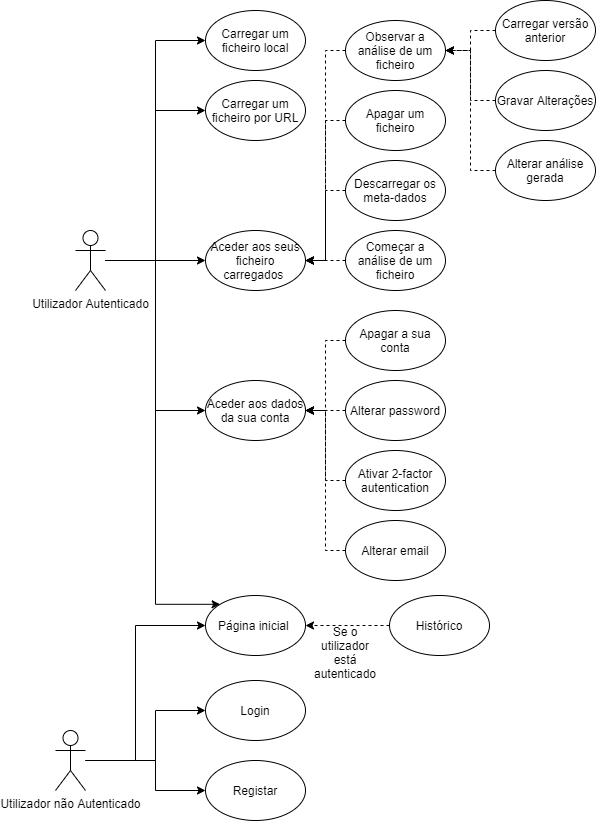 Carregar versão
anterior
Carregar um
ficheiro local
Observar a
análise de um
ficheiro
Gravar Alterações
Carregar um
ficheiro por URL
Apagar um
ficheiro
Alterar análise
gerada
Descarregar os
meta-dados
Aceder aos seus
ficheiro
carregados
Começar a
análise de um
ficheiro
Utilizador Autenticado
Apagar a sua
conta
Aceder aos dados
da sua conta
Alterar password
Ativar 2-factor
autentication
Alterar email
Página inicial
Se o
utilizador
está
autenticado
Histórico
Login
Utilizador não Autenticado
Registar